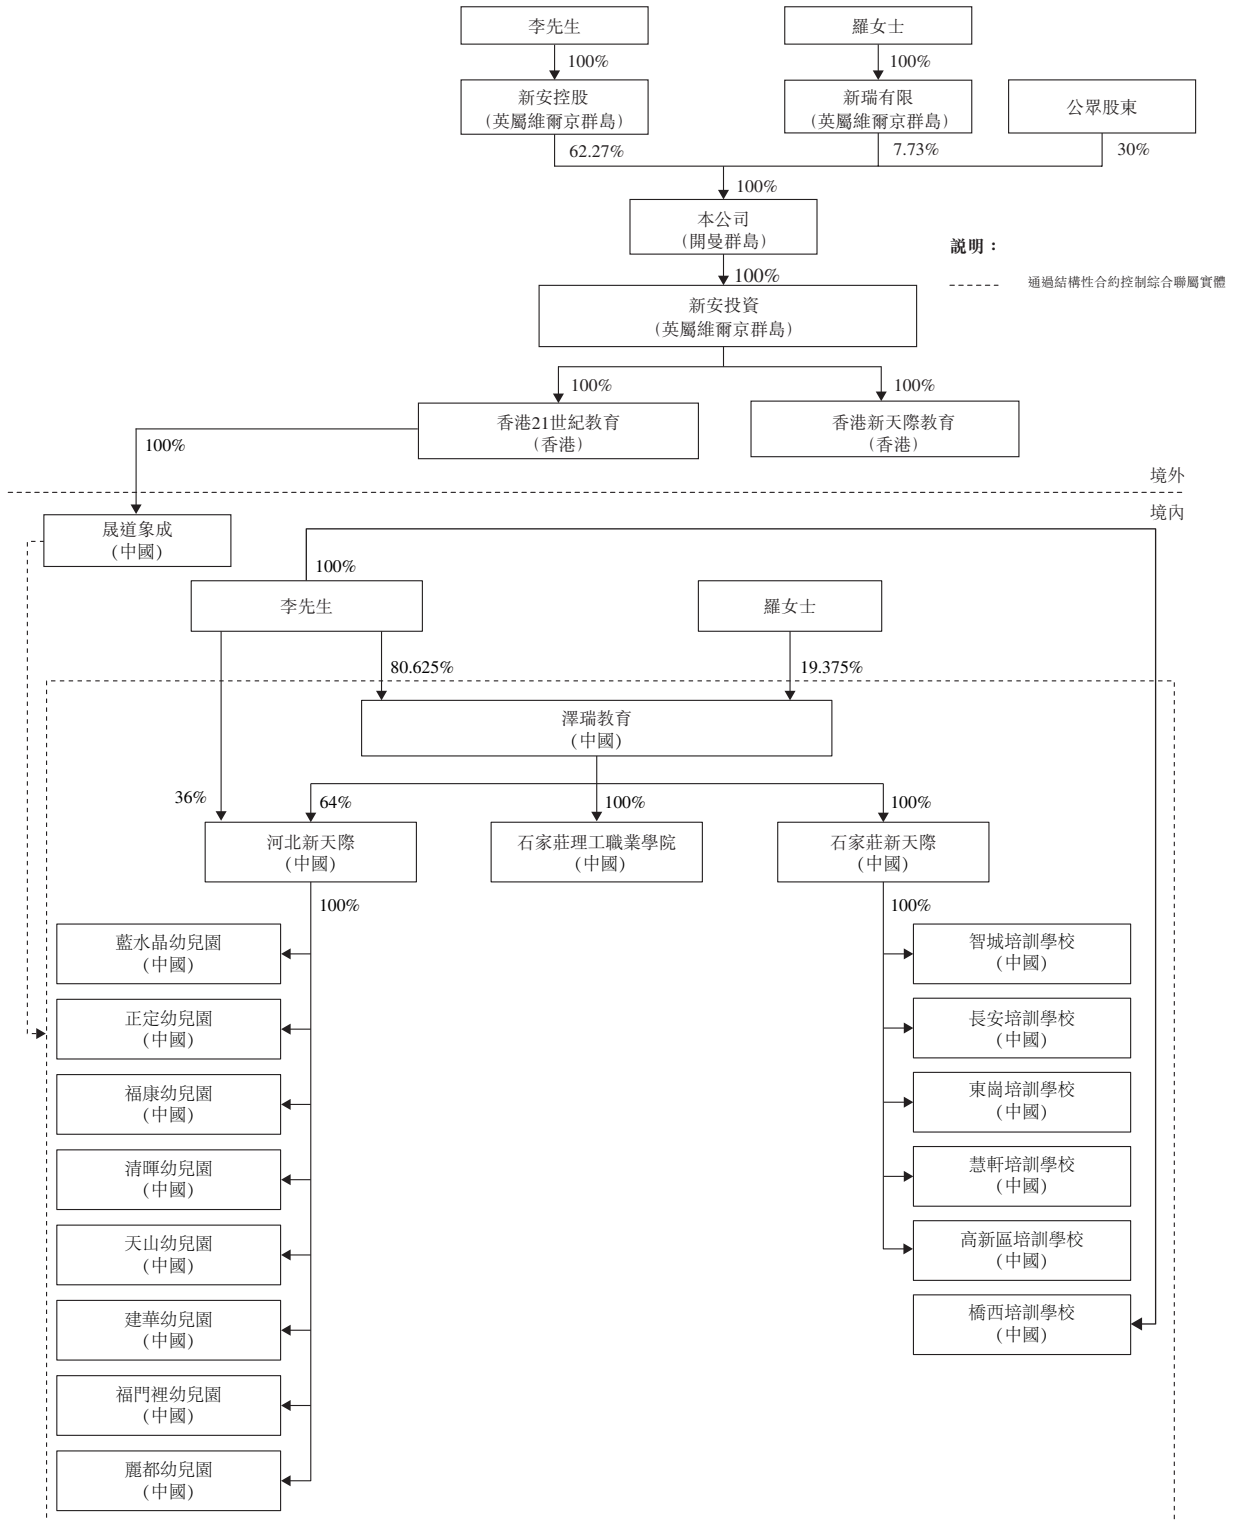 李先生
羅女士
100%
100%
新安控股
(英屬維爾京群島)
新瑞有限
(英屬維爾京群島)
公眾股東
62.27%
7.73%
30%
100%
本公司
(開曼群島)
說明：
100%
通過結構性合約控制綜合聯屬實體
新安投資
(英屬維爾京群島)
100%
100%
香港21世紀教育
(香港)
香港新天際教育
(香港)
100%
境外
境內
晟道象成
(中國)
100%
李先生
羅女士
80.625%
19.375%
澤瑞教育
(中國)
36%
64%
100%
100%
河北新天際
(中國)
石家莊理工職業學院
(中國)
石家莊新天際
(中國)
100%
100%
藍水晶幼兒園
(中國)
智城培訓學校
(中國)
正定幼兒園
(中國)
長安培訓學校
(中國)
福康幼兒園
(中國)
東崗培訓學校
(中國)
清暉幼兒園
(中國)
慧軒培訓學校
(中國)
天山幼兒園
(中國)
高新區培訓學校
(中國)
建華幼兒園
(中國)
橋西培訓學校
(中國)
福門裡幼兒園
(中國)
麗都幼兒園
(中國)